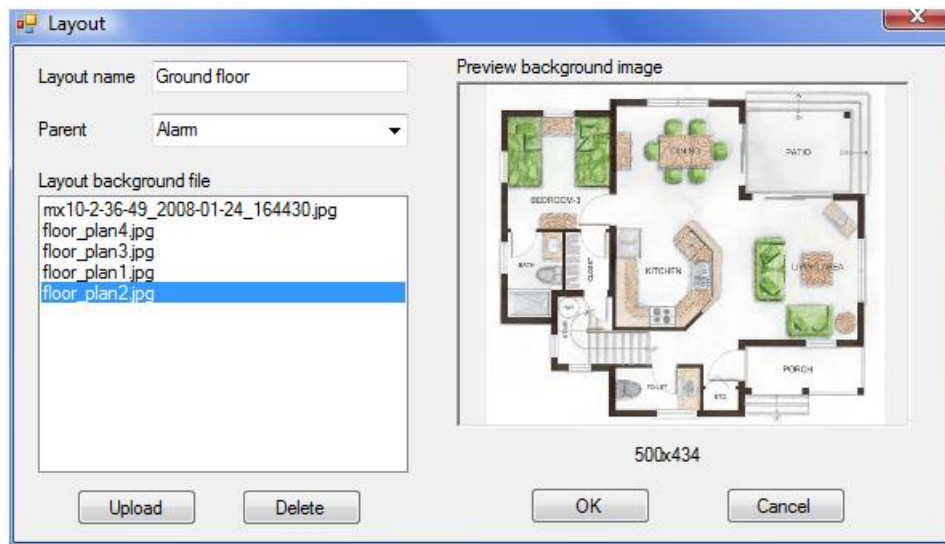 Layout
Layout name
Ground floor
Parent
Alarm
Layout background file
mx10-2-36-49_2008-01-24_164430.jpg
floor_plan4.jpg
floor_plan3.jpg
floor_plan1.jpg
floor_plan2.jpg
Upload
Delete
Preview background image
DINING
PATIO
BEDROOM-3
BATH
CLOSET
KITCHEN
LIVING AREA
PORCH
TOILET
500x434
OK
Cancel